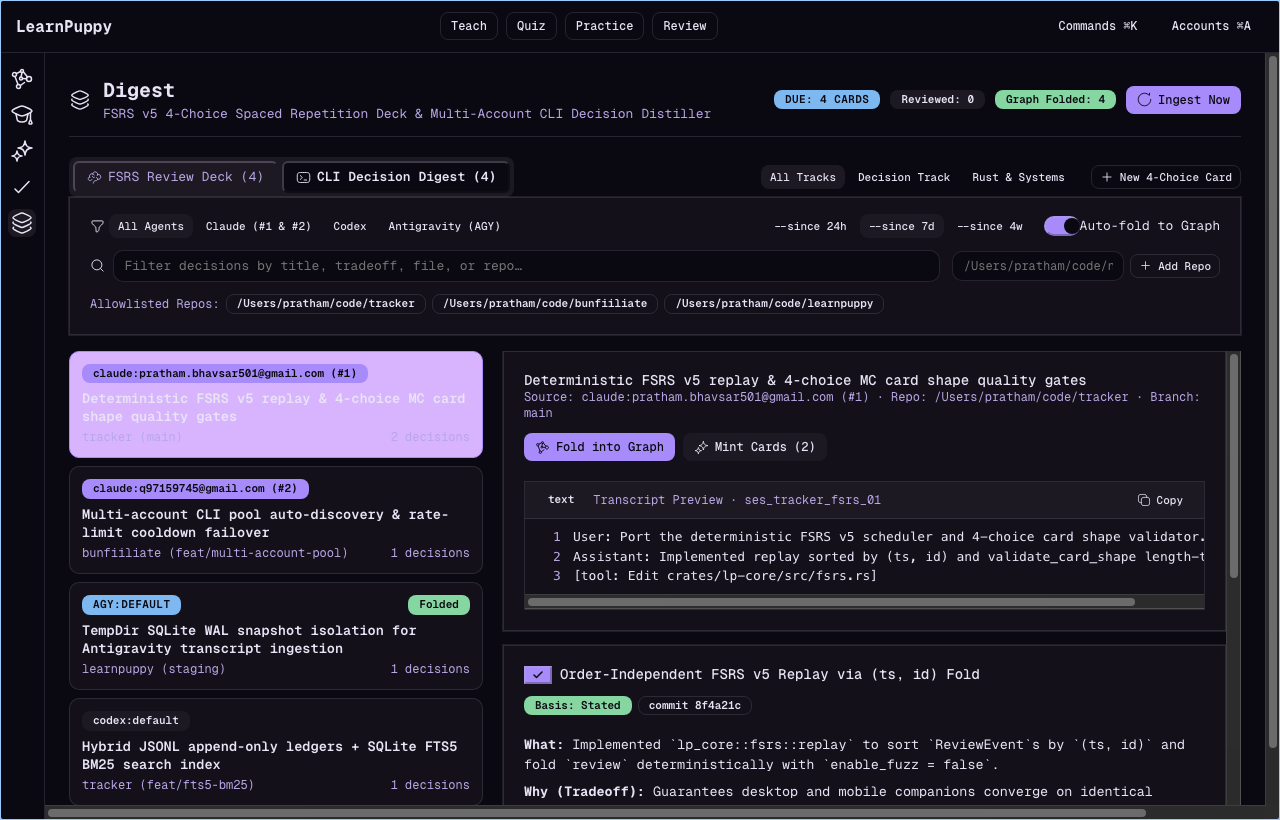 LearnPuppy
Teach Quiz Practice Review
Commands ⌘K Accounts ⌘A
Digest
FSRS v5 4-Choice Spaced Repetition Deck & Multi-Account CLI Decision Distiller
DUE: 4 CARDS Reviewed: 0 Graph Folded: 4 Ingest Now
FSRS Review Deck (4) CLI Decision Digest (4)
All Tracks Decision Track Rust & Systems New 4-Choice Card
All Agents Claude (#1 & #2) Codex Antigravity (AGY)
--since 24h --since 7d --since 4w Auto-fold to Graph
Filter decisions by title, tradeoff, file, or repo…
/Users/pratham/code/r Add Repo
Allowlisted Repos: /Users/pratham/code/tracker /Users/pratham/code/bunfiiliate /Users/pratham/code/learnpuppy
claude:pratham.bhavsar501@gmail.com (#1)
Deterministic FSRS v5 replay & 4-choice MC card
shape quality gates
tracker (main) 2 decisions
claude:q97159745@gmail.com (#2)
Multi-account CLI pool auto-discovery & rate-
limit cooldown failover
bunfiiliate (feat/multi-account-pool) 1 decisions
AGY:DEFAULT Folded
TempDir SQLite WAL snapshot isolation for
Antigravity transcript ingestion
learnpuppy (staging) 1 decisions
codex:default
Hybrid JSONL append-only ledgers + SQLite FTS5
BM25 search index
tracker (feat/fts5-bm25) 1 decisions
Deterministic FSRS v5 replay & 4-choice MC card shape quality gates
Source: claude:pratham.bhavsar501@gmail.com (#1) · Repo: /Users/pratham/code/tracker · Branch:
main
Fold into Graph Mint Cards (2)
text Transcript Preview · ses_tracker_fsrs_01 Copy
1 User: Port the deterministic FSRS v5 scheduler and 4-choice card shape validator.
2 Assistant: Implemented replay sorted by (ts, id) and validate_card_shape length-t
3 [tool: Edit crates/lp-core/src/fsrs.rs]
Order-Independent FSRS v5 Replay via (ts, id) Fold
Basis: Stated commit 8f4a21c
What: Implemented `lp_core::fsrs::replay` to sort `ReviewEvent`s by `(ts, id)` and
fold `review` deterministically with `enable_fuzz = false`.
Why (Tradeoff): Guarantees desktop and mobile companions converge on identical